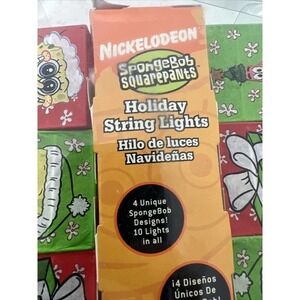 NICKELODEON
SPONGEBOB
SQUAREPANTS
Holiday
String Lights
Hilo de luces
Navideñas
4 Unique
SpongeBob
Designs!
10 Lights
in all
¡4 Diseños
Únicos De